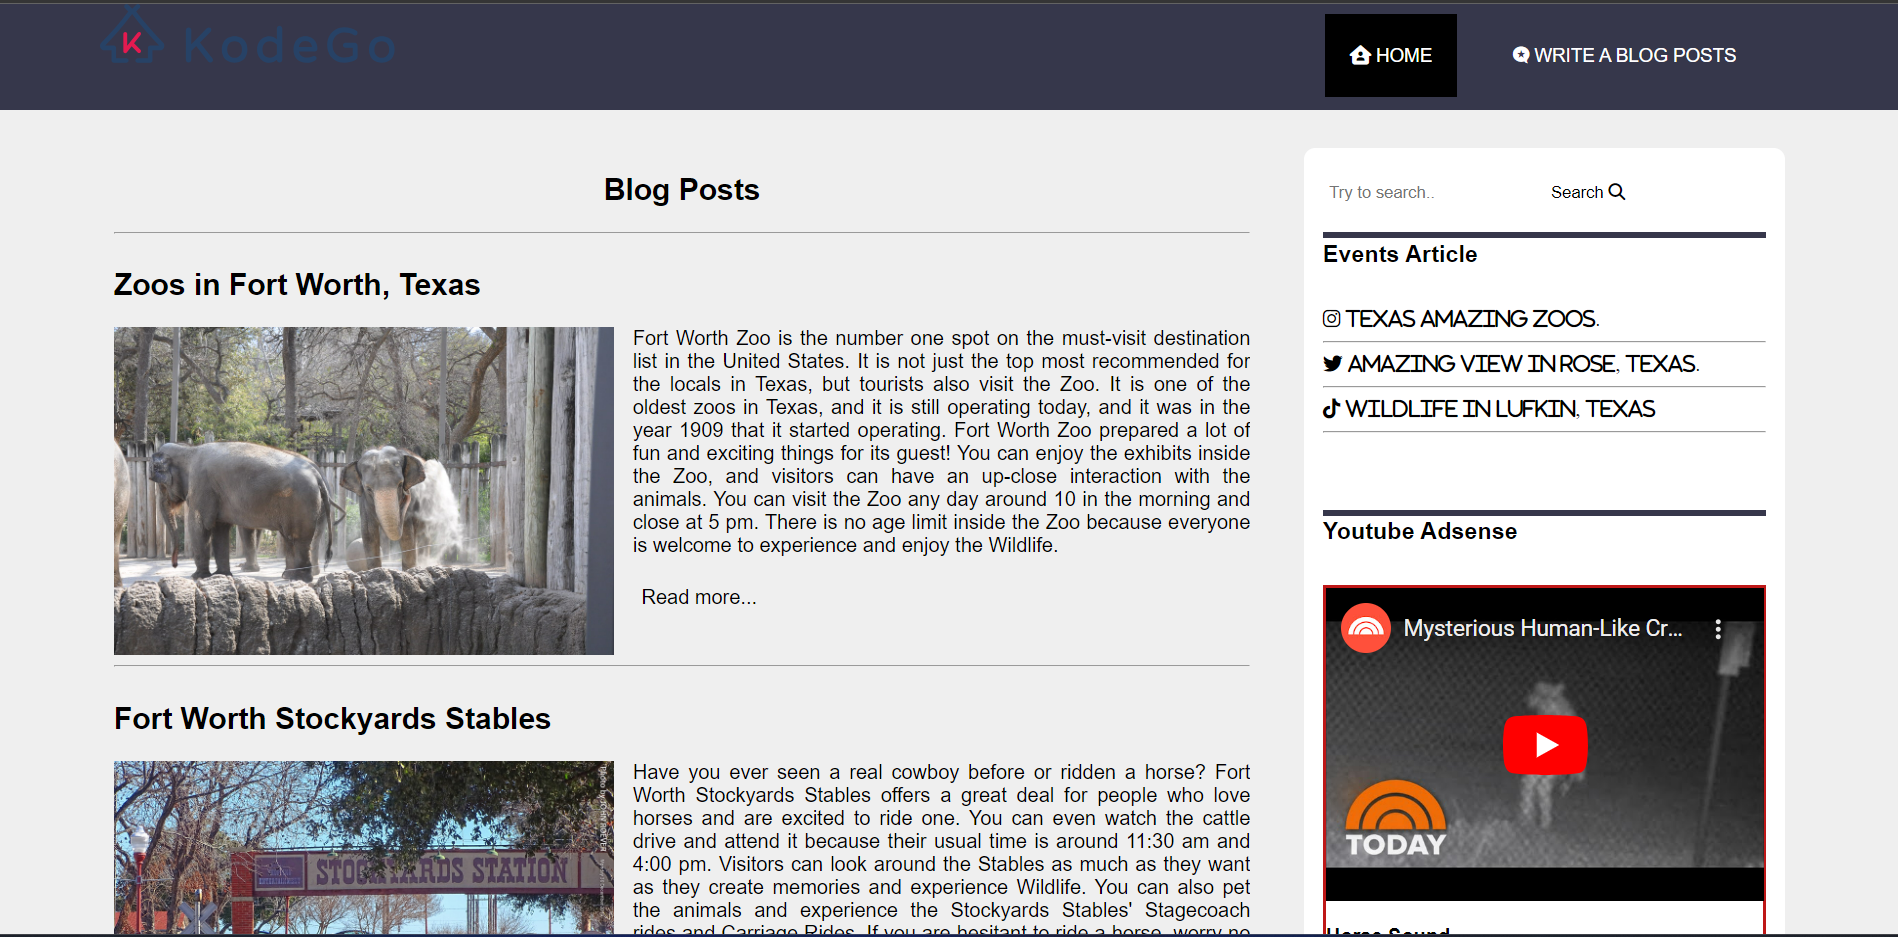 KodeGo
HOME
WRITE A BLOG POSTS
Blog Posts
Zoos in Fort Worth, Texas
Fort Worth Zoo is the number one spot on the must-visit destination
list in the United States. It is not just the top most recommended for
the locals in Texas, but tourists also visit the Zoo. It is one of the
oldest zoos in Texas, and it is still operating today, and it was in the
year 1909 that it started operating. Fort Worth Zoo prepared a lot of
fun and exciting things for its guest! You can enjoy the exhibits inside
the Zoo, and visitors can have an up-close interaction with the
animals. You can visit the Zoo any day around 10 in the morning and
close at 5 pm. There is no age limit inside the Zoo because everyone
is welcome to experience and enjoy the Wildlife.
Read more...
Fort Worth Stockyards Stables
STOCKYARDS STATION
Have you ever seen a real cowboy before or ridden a horse? Fort
Worth Stockyards Stables offers a great deal for people who love
horses and are excited to ride one. You can even watch the cattle
drive and attend it because their usual time is around 11:30 am and
4:00 pm. Visitors can look around the Stables as much as they want
as they create memories and experience Wildlife. You can also pet
the animals and experience the Stockyards Stables' Stagecoach
rides and Carriage Rides. If you are hesitant to ride a horse, worry no
Try to search..
Search
Events Article
TEXAS AMAZING ZOOS.
AMAZING VIEW IN ROSE, TEXAS.
WILDLIFE IN LUFKIN, TEXAS
Youtube Adsense
Mysterious Human-Like Cr...
TODAY
Horse Sound